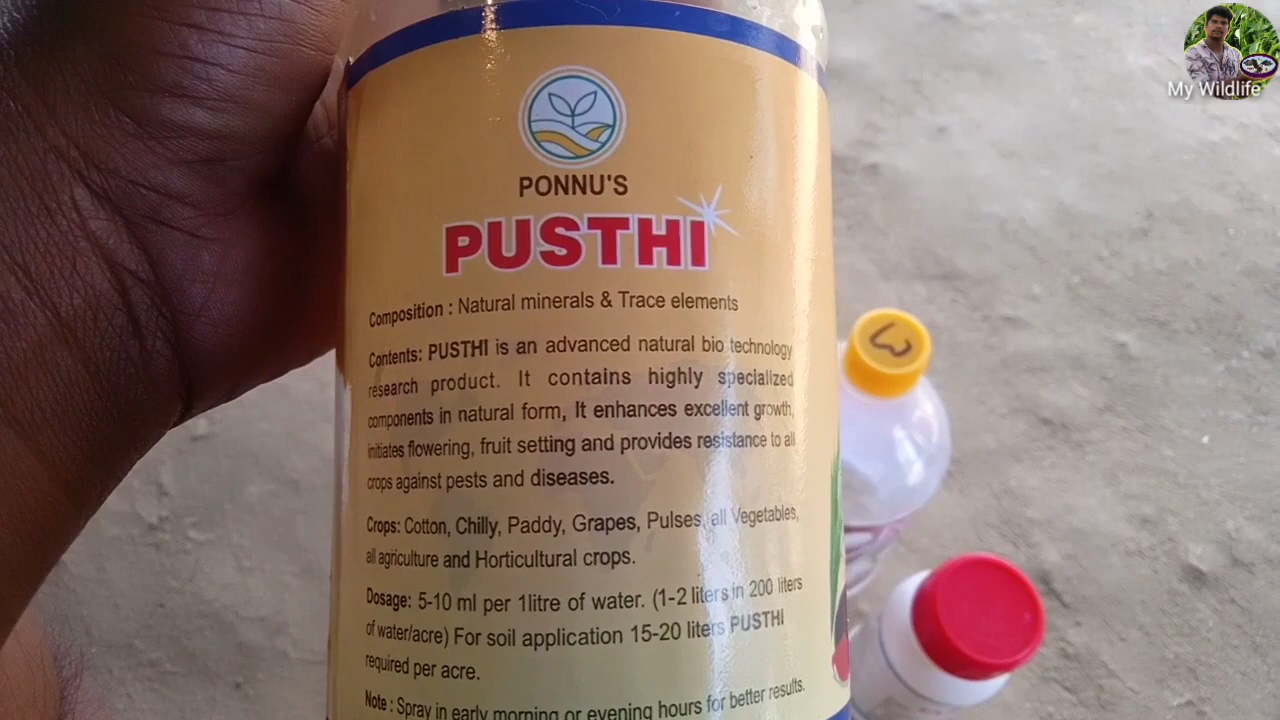 My Wildlife
PONNU'S
PUSTHI
Composition : Natural minerals & Trace elements
Contents: PUSTHI is an advanced natural bio technology
research product. It contains highly specialized
components in natural form, It enhances excellent growth,
initiates flowering, fruit setting and provides resistance to all
crops against pests and diseases.
Crops: Cotton, Chilly, Paddy, Grapes, Pulses, all Vegetables,
all agriculture and Horticultural crops.
Dosage: 5-10 ml per 1litre of water. (1-2 liters in 200 liters
of water/acre) For soil application 15-20 liters PUSTHI
required per acre.
Note : Spray in early morning or evening hours for better results.